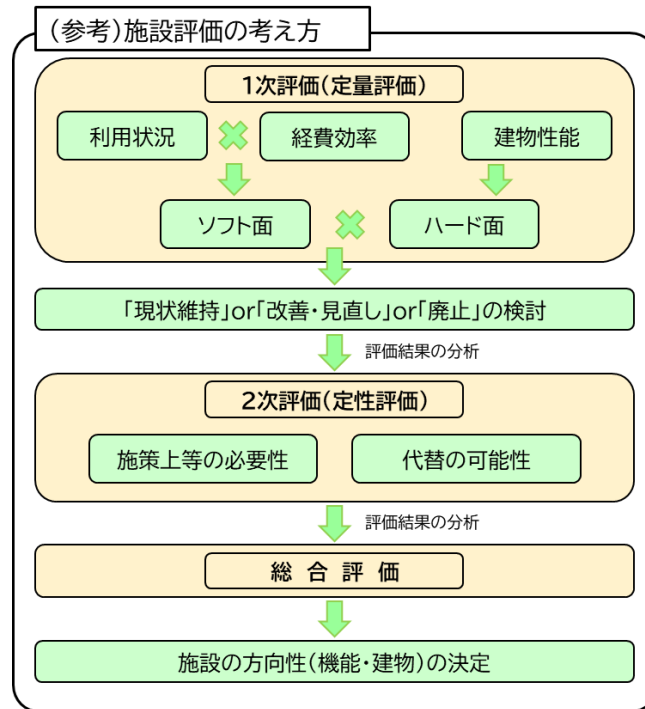 (参考)施設評価の考え方
1次評価(定量評価)
利用状況
経費効率
建物性能
ソフト面
ハード面
「現状維持」or「改善・見直し」or「廃止」の検討
評価結果の分析
2次評価(定性評価)
施策上等の必要性
代替の可能性
評価結果の分析
総 合 評 価
施設の方向性(機能・建物)の決定